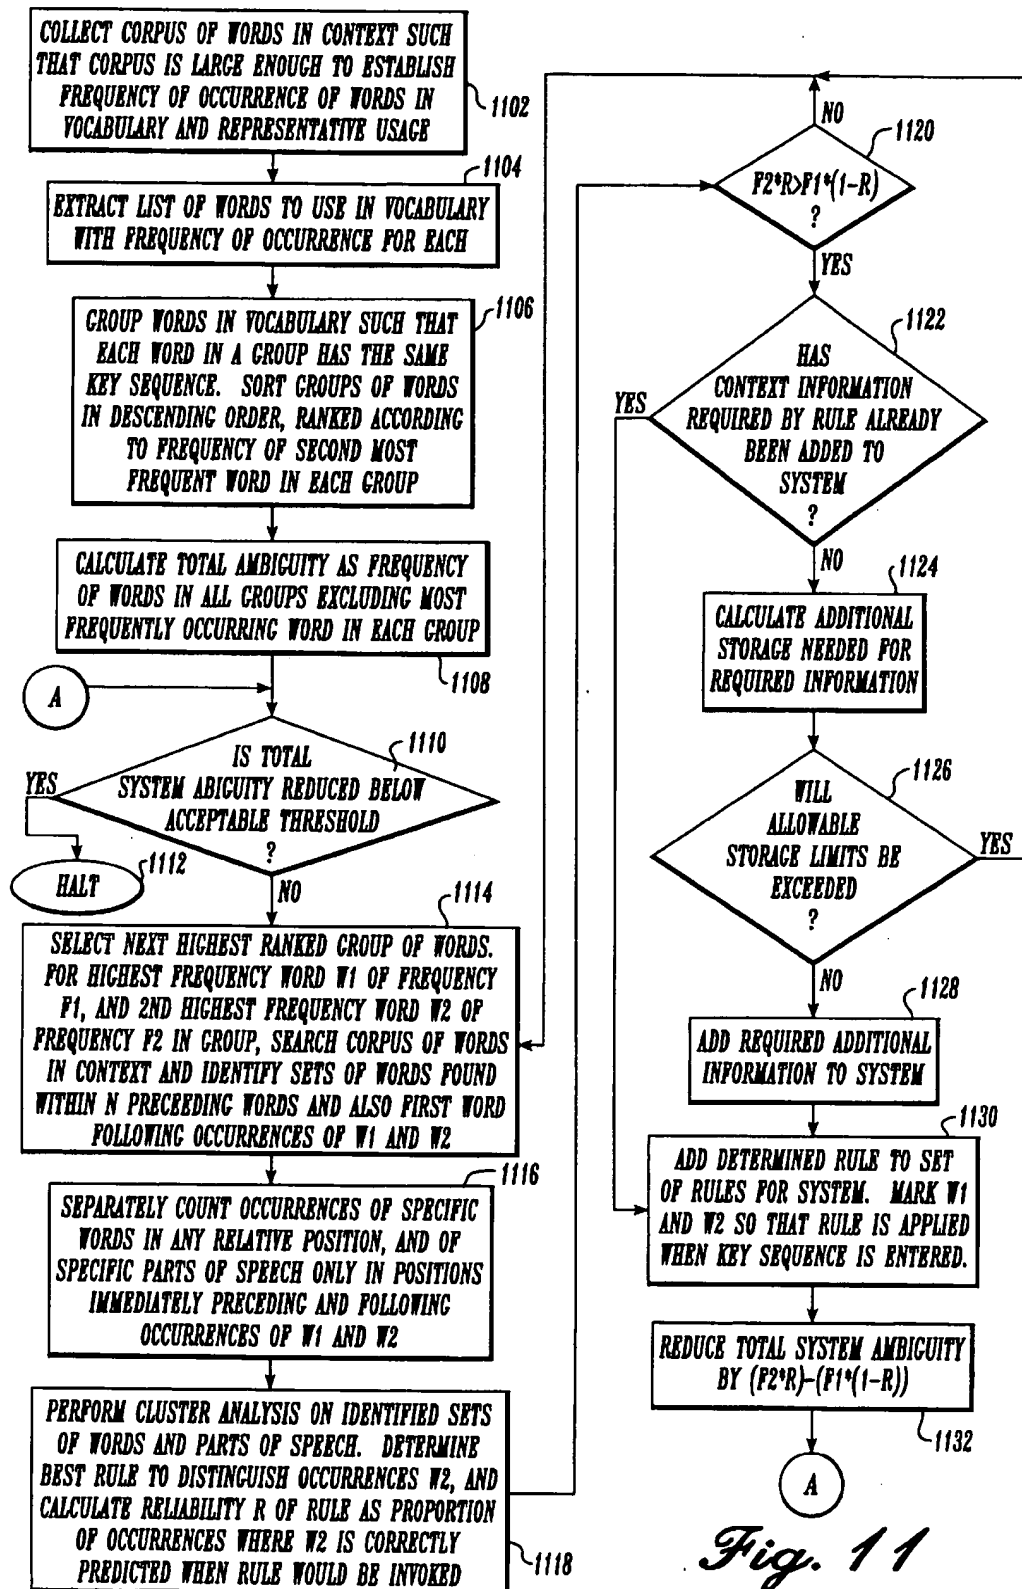 COLLECT CORPUS OF WORDS IN CONTEXT SUCH
THAT CORPUS IS LARGE ENOUGH TO ESTABLISH
FREQUENCY OF OCCURRENCE OF WORDS IN
VOCABULARY AND REPRESENTATIVE USAGE
1102
EXTRACT LIST OF WORDS TO USE IN VOCABULARY
WITH FREQUENCY OF OCCURRENCE FOR EACH
1104
GROUP WORDS IN VOCABULARY SUCH THAT
EACH WORD IN A GROUP HAS THE SAME
KEY SEQUENCE. SORT GROUPS OF WORDS
IN DESCENDING ORDER, RANKED ACCORDING
TO FREQUENCY OF SECOND MOST
FREQUENT WORD IN EACH GROUP
1106
CALCULATE TOTAL AMBIGUITY AS FREQUENCY
OF WORDS IN ALL GROUPS EXCLUDING MOST
FREQUENTLY OCCURRING WORD IN EACH GROUP
1108
A
IS TOTAL
SYSTEM ABIGUITY REDUCED BELOW
ACCEPTABLE THRESHOLD
?
1110
YES
HALT
1112
NO
SELECT NEXT HIGHEST RANKED GROUP OF WORDS.
FOR HIGHEST FREQUENCY WORD W1 OF FREQUENCY
F1, AND 2ND HIGHEST FREQUENCY WORD W2 OF
FREQUENCY F2 IN GROUP, SEARCH CORPUS OF WORDS
IN CONTEXT AND IDENTIFY SETS OF WORDS FOUND
WITHIN N PRECEEDING WORDS AND ALSO FIRST WORD
FOLLOWING OCCURRENCES OF W1 AND W2
1114
SEPARATELY COUNT OCCURRENCES OF SPECIFIC
WORDS IN ANY RELATIVE POSITION, AND OF
SPECIFIC PARTS OF SPEECH ONLY IN POSITIONS
IMMEDIATELY PRECEDING AND FOLLOWING
OCCURRENCES OF W1 AND W2
1116
PERFORM CLUSTER ANALYSIS ON IDENTIFIED SETS
OF WORDS AND PARTS OF SPEECH. DETERMINE
BEST RULE TO DISTINGUISH OCCURRENCES W2, AND
CALCULATE RELIABILITY R OF RULE AS PROPORTION
OF OCCURRENCES WHERE W2 IS CORRECTLY
PREDICTED WHEN RULE WOULD BE INVOKED
1118
NO
1120
F2*R>F1*(1-R)
?
YES
1122
HAS
CONTEXT INFORMATION
REQUIRED BY RULE ALREADY
BEEN ADDED TO
SYSTEM
?
YES
NO
1124
CALCULATE ADDITIONAL
STORAGE NEEDED FOR
REQUIRED INFORMATION
1126
WILL
ALLOWABLE
STORAGE LIMITS BE
EXCEEDED
?
YES
NO
1128
ADD REQUIRED ADDITIONAL
INFORMATION TO SYSTEM
1130
ADD DETERMINED RULE TO SET
OF RULES FOR SYSTEM. MARK W1
AND W2 SO THAT RULE IS APPLIED
WHEN KEY SEQUENCE IS ENTERED.
REDUCE TOTAL SYSTEM AMBIGUITY
BY (F2*R)-(F1*(1-R))
1132
A
Fig. 11